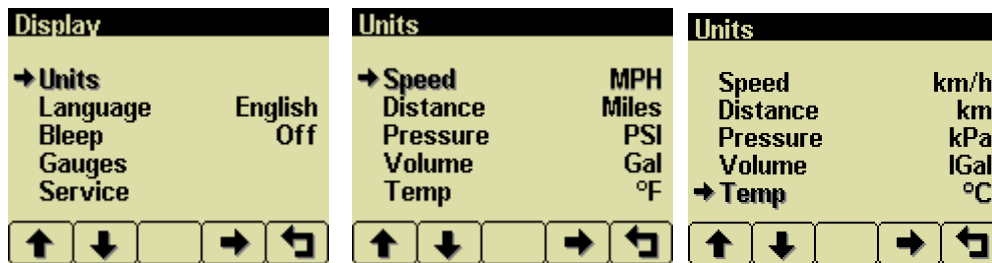 Display
Units
Language English
Bleep Off
Gauges
Service
Units
Speed MPH
Distance Miles
Pressure PSI
Volume Gal
Temp °F
Units
Speed km/h
Distance km
Pressure kPa
Volume IGal
Temp °C